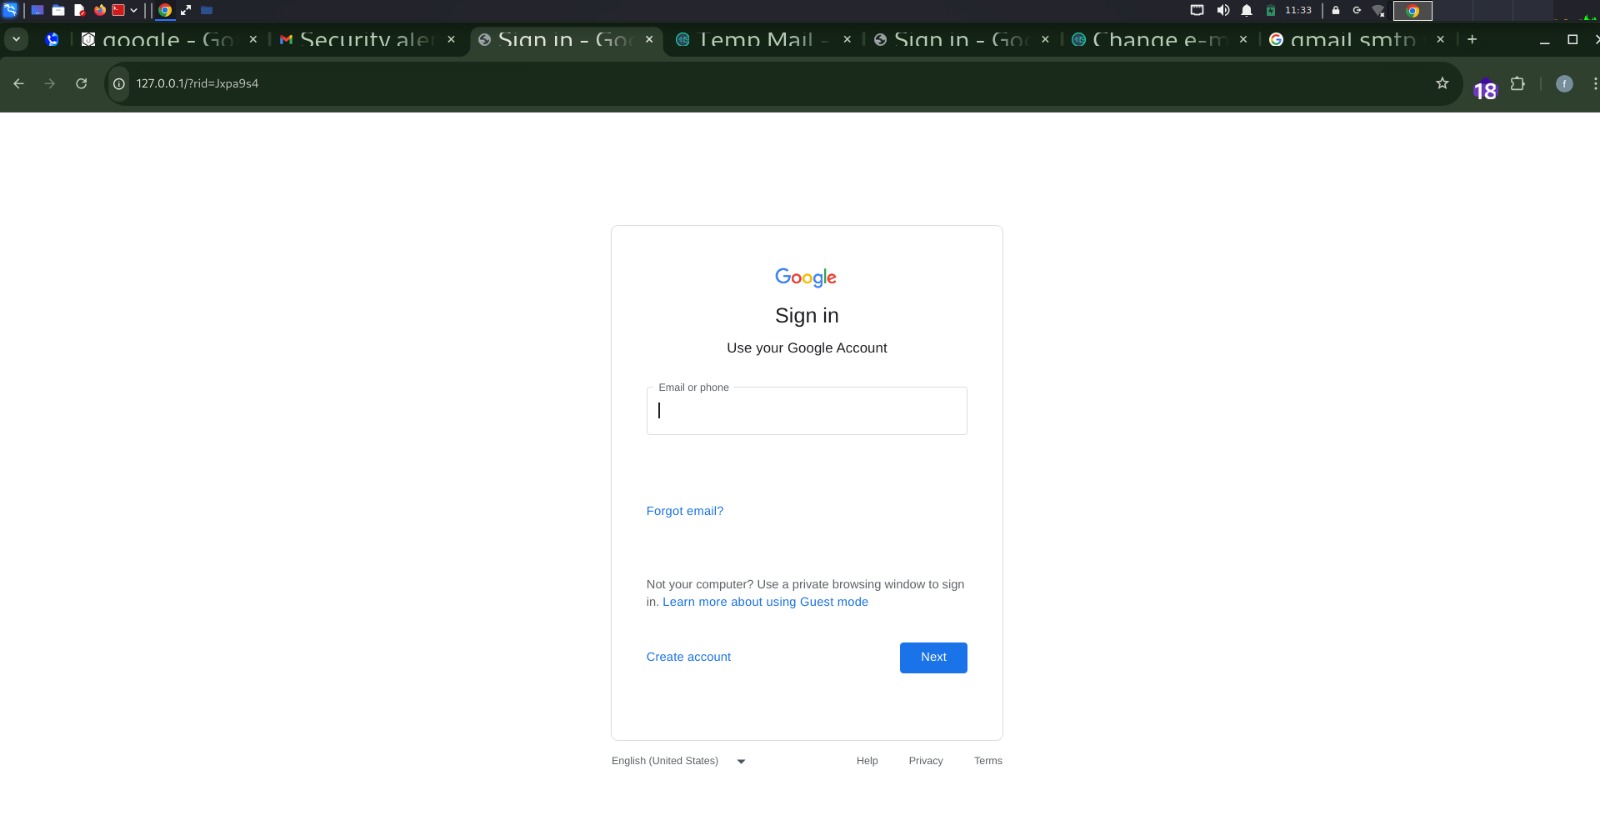 11:33
google - Go
Security aler
Sign in - Goo
Temp Mail -
Sign in - Goo
Change e-m
gmail smtp
127.0.0.1/?rid=Jxpa9s4
18
f
Google
Sign in
Use your Google Account
Email or phone
Forgot email?
Not your computer? Use a private browsing window to sign
in. Learn more about using Guest mode
Create account
Next
English (United States)
Help
Privacy
Terms